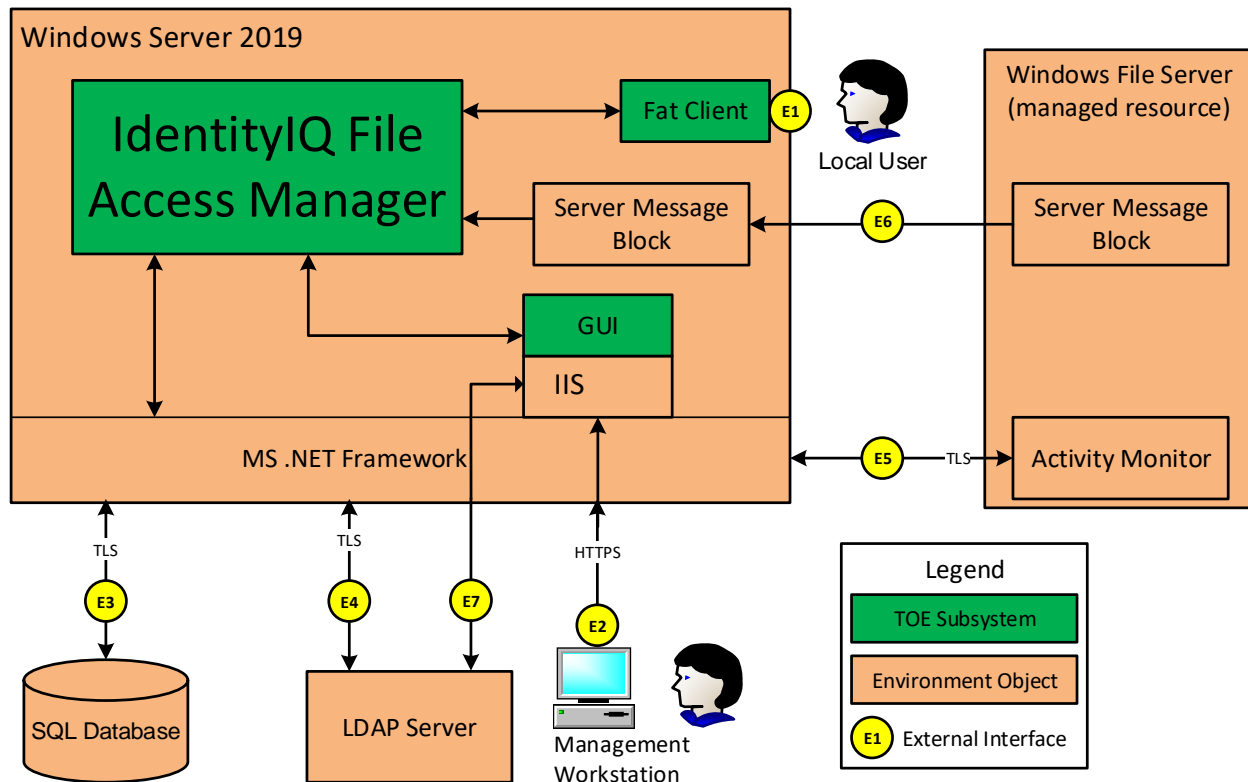 Windows Server 2019
IdentityIQ File
Access Manager
Fat Client
E1
Local User
Windows File Server
(managed resource)
Server Message
Block
E6
Server Message
Block
GUI
IIS
MS .NET Framework
E5
TLS
Activity Monitor
TLS
TLS
HTTPS
E3
E4
E7
E2
SQL Database
LDAP Server
Management
Workstation
Legend
TOE Subsystem
Environment Object
E1
External Interface